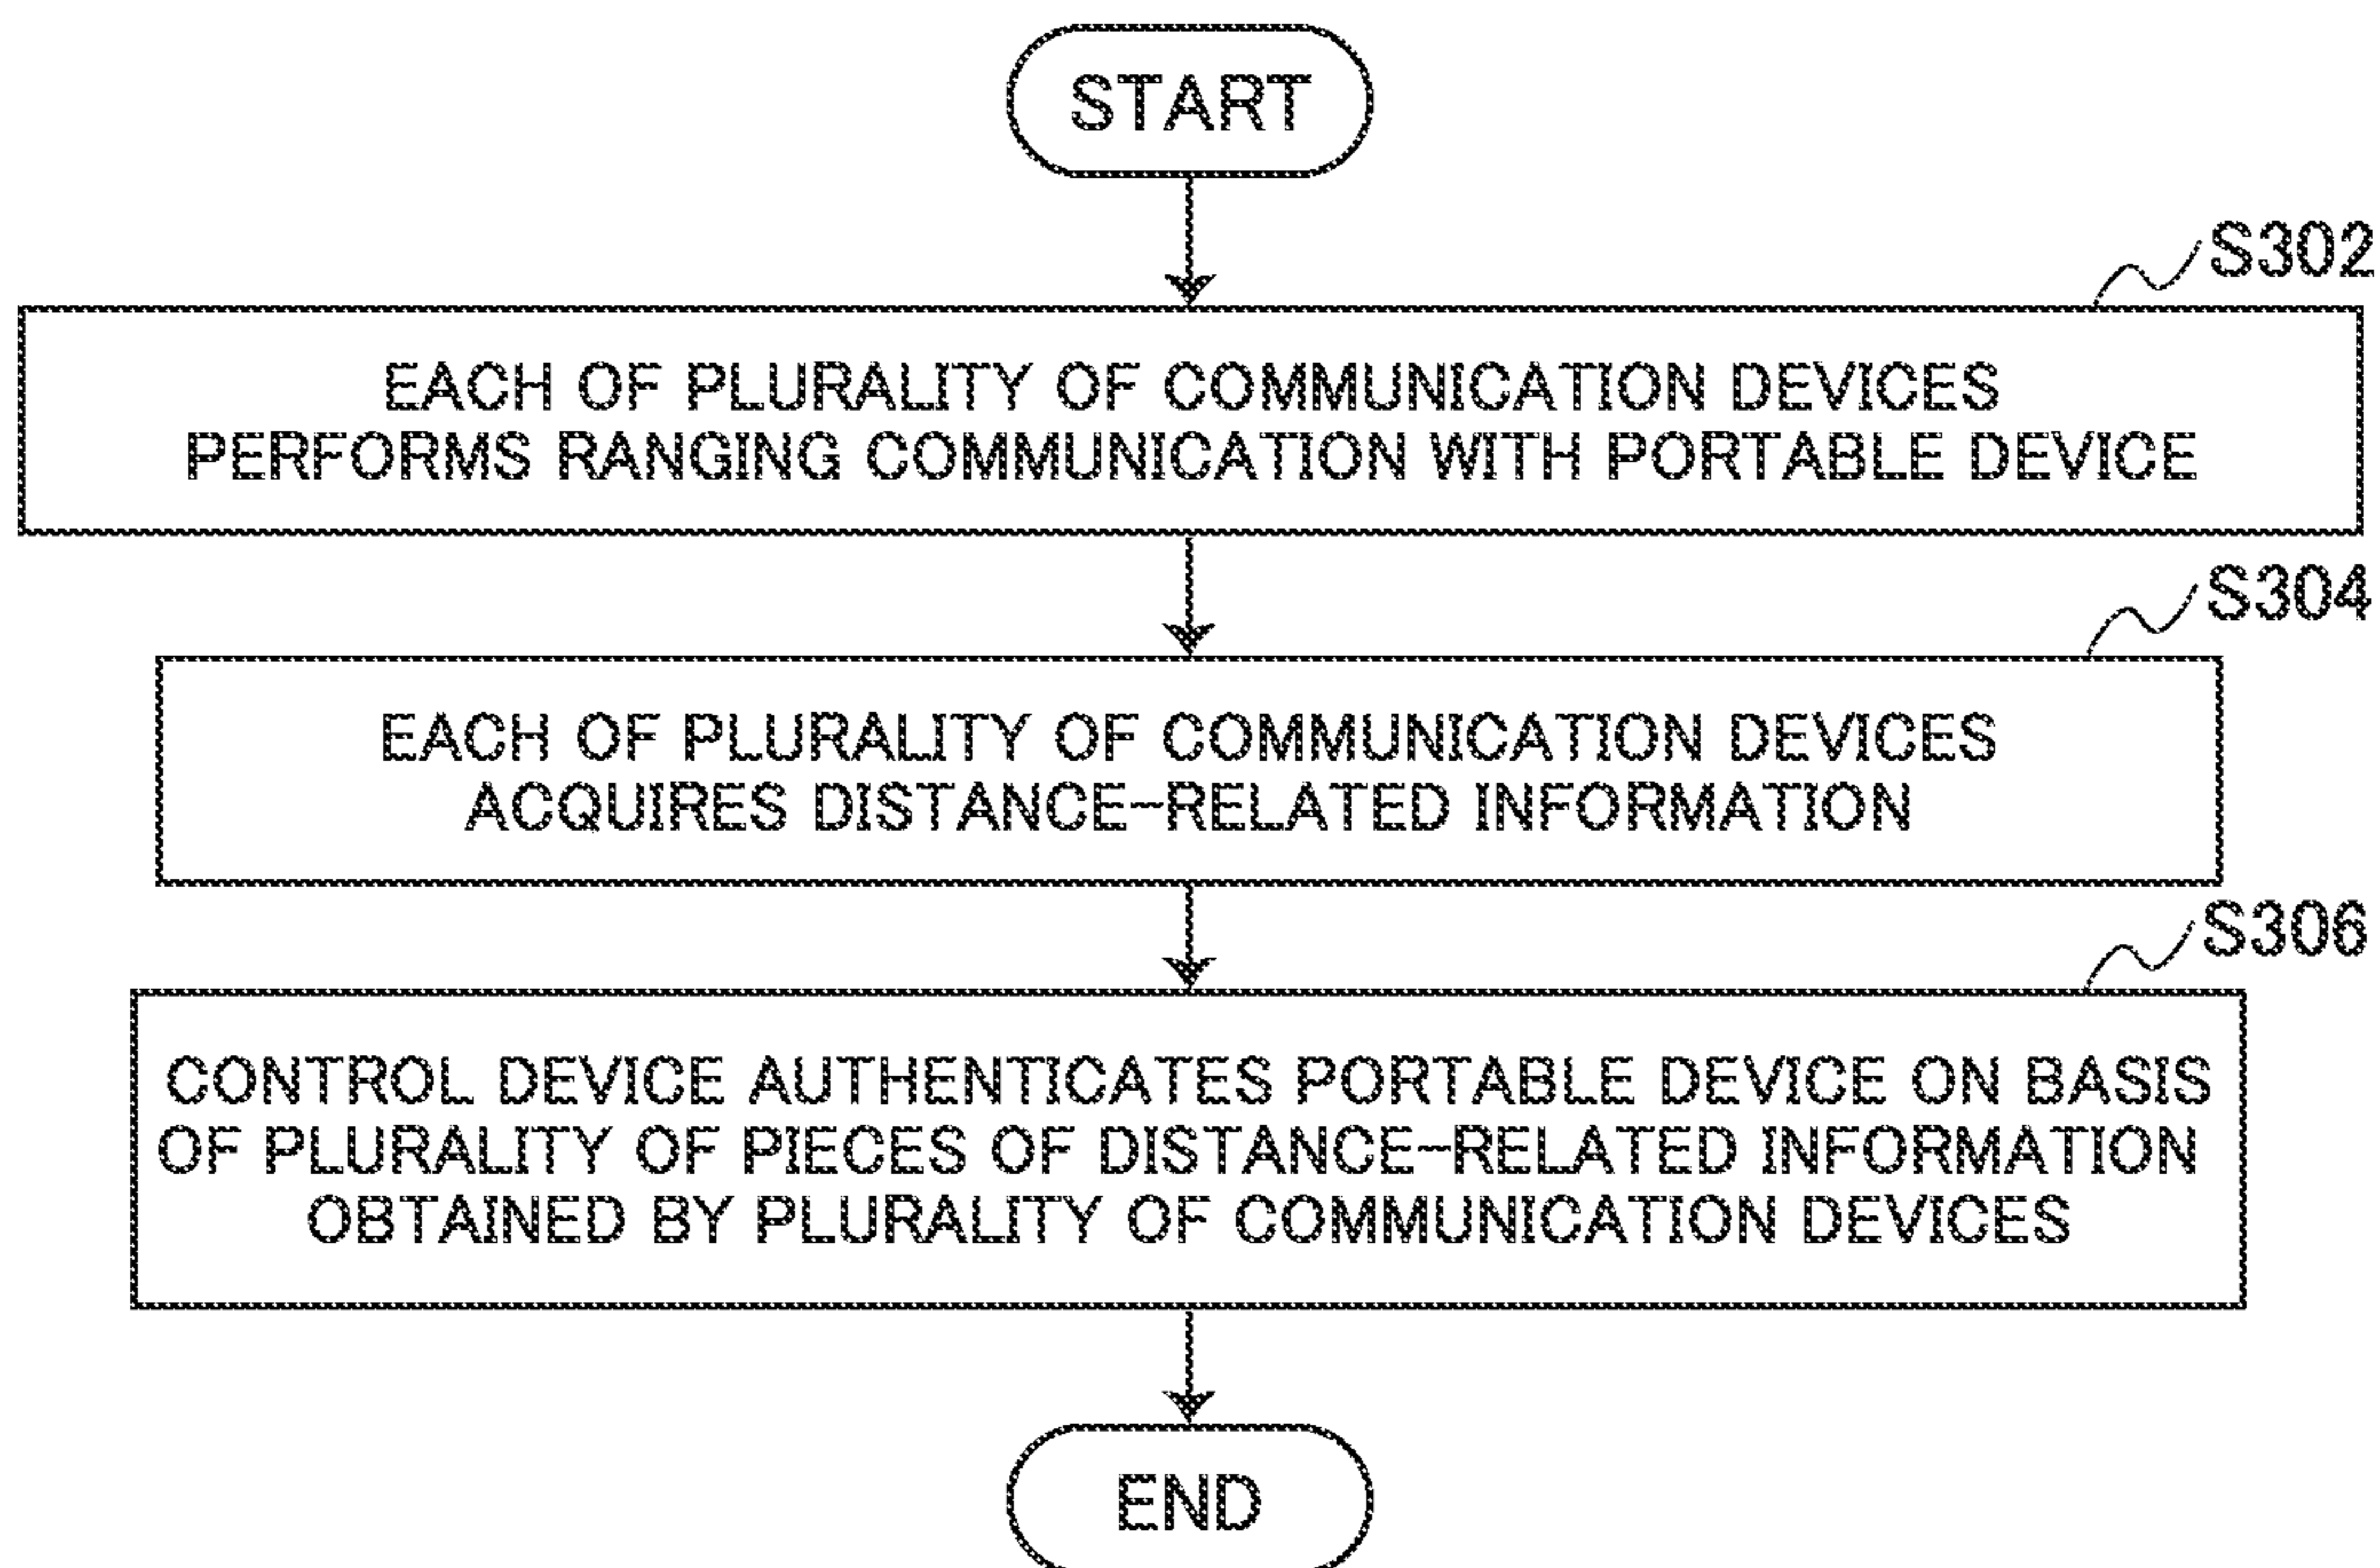 START
S302
EACH OF PLURALITY OF COMMUNICATION DEVICES
PERFORMS RANGING COMMUNICATION WITH PORTABLE DEVICE
S304
EACH OF PLURALITY OF COMMUNICATION DEVICES
ACQUIRES DISTANCE-RELATED INFORMATION
S306
CONTROL DEVICE AUTHENTICATES PORTABLE DEVICE ON BASIS
OF PLURALITY OF PIECES OF DISTANCE-RELATED INFORMATION
OBTAINED BY PLURALITY OF COMMUNICATION DEVICES
END